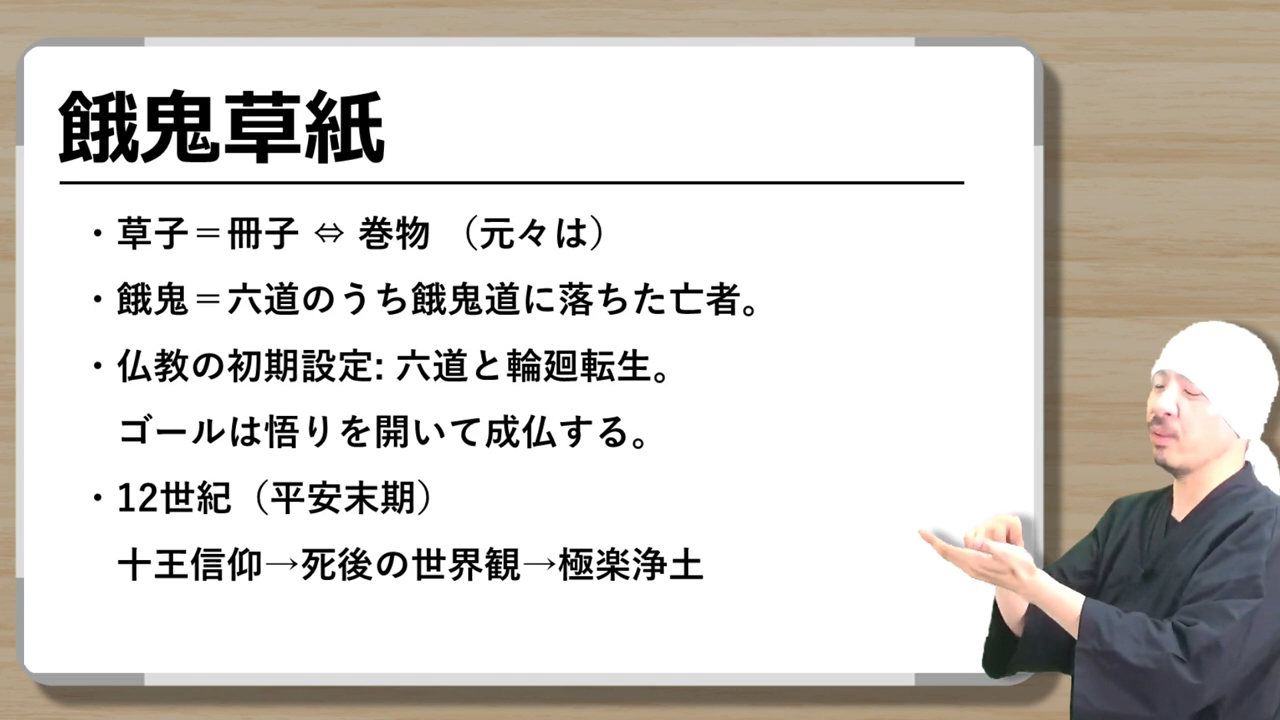 餓鬼草紙
・草子＝冊子 ⇔ 巻物 （元々は）
・餓鬼＝六道のうち餓鬼道に落ちた亡者。
・仏教の初期設定: 六道と輪廻転生。
ゴールは悟りを開いて成仏する。
・12世紀（平安末期）
十王信仰→死後の世界観→極楽浄土